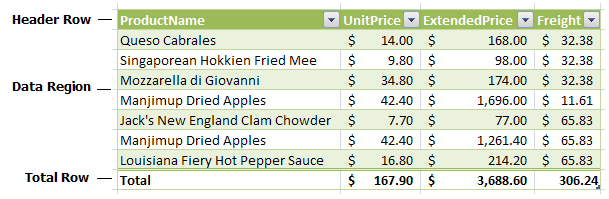 Header Row ProductName UnitPrice ExtendedPrice Freight
Queso Cabrales $ 14.00 $ 168.00 $ 32.38
Singaporean Hokkien Fried Mee $ 9.80 $ 98.00 $ 32.38
Mozzarella di Giovanni $ 34.80 $ 174.00 $ 32.38
Data Region Manjimup Dried Apples $ 42.40 $ 1,696.00 $ 11.61
Jack's New England Clam Chowder $ 7.70 $ 77.00 $ 65.83
Manjimup Dried Apples $ 42.40 $ 1,261.40 $ 65.83
Louisiana Fiery Hot Pepper Sauce $ 16.80 $ 214.20 $ 65.83
Total Row Total $ 167.90 $ 3,688.60 306.24